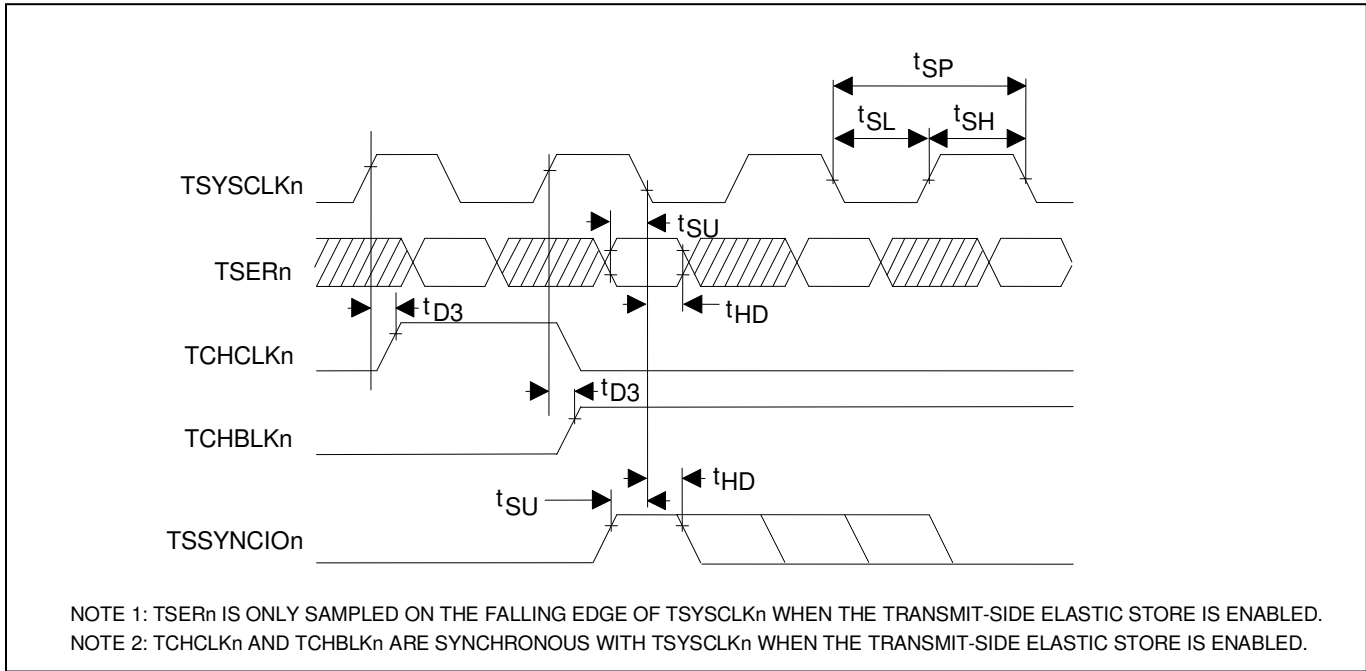 tSP
tSL tSH
TSYSCLKn
tSU
TSERn
tD3 tHD
TCHCLKn
tD3
TCHBLKn
tHD
tSU
TSSYNCIOn
NOTE 1: TSERn IS ONLY SAMPLED ON THE FALLING EDGE OF TSYSCLKn WHEN THE TRANSMIT-SIDE ELASTIC STORE IS ENABLED.
NOTE 2: TCHCLKn AND TCHBLKn ARE SYNCHRONOUS WITH TSYSCLKn WHEN THE TRANSMIT-SIDE ELASTIC STORE IS ENABLED.